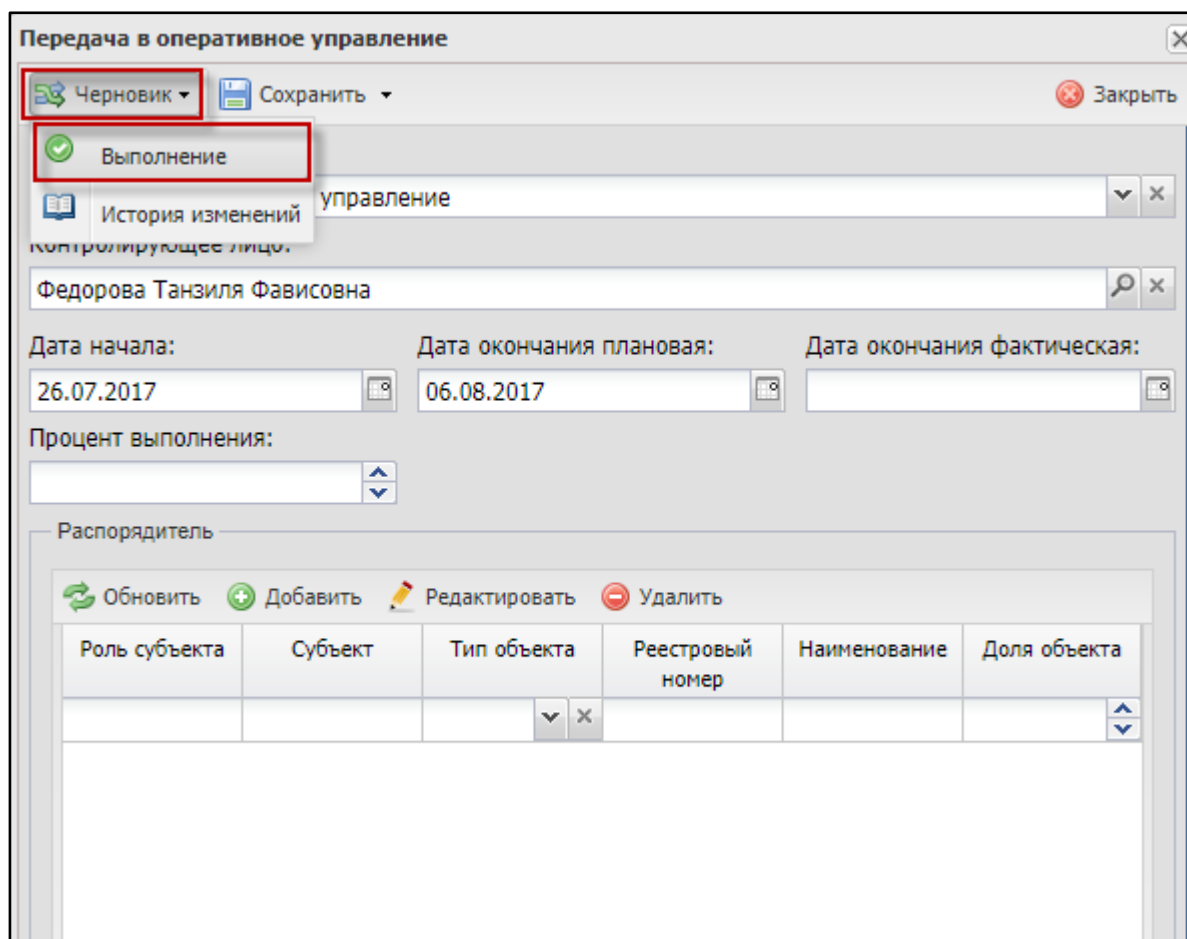 Передача в оперативное управление
Черновик Сохранить Закрыть
Выполнение
управление
История изменений
Контролирующее лицо:
Федорова Танзиля Фависовна
Дата начала: Дата окончания плановая: Дата окончания фактическая:
26.07.2017 06.08.2017
Процент выполнения:
Распорядитель
Обновить Добавить Редактировать Удалить
Роль субъекта Субъект Тип объекта Реестровый номер Наименование Доля объекта